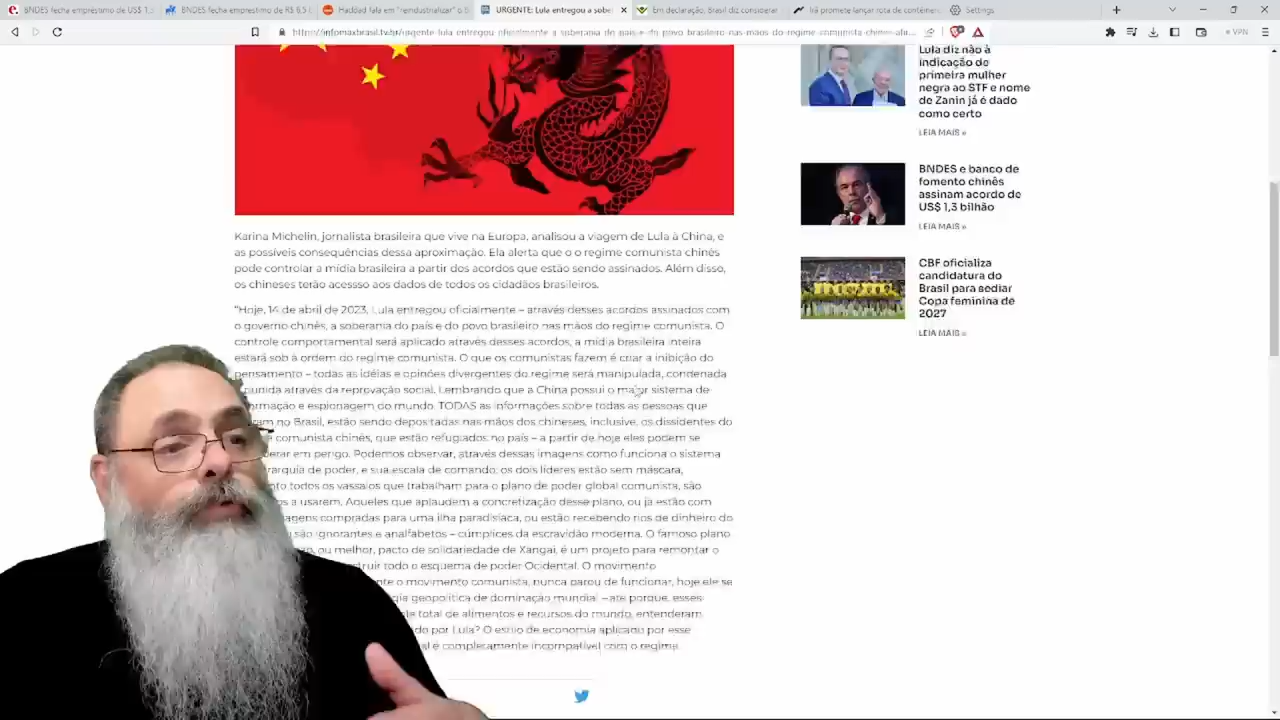 BNDES fecha empréstimo de US$ 1,3
BNDES fecha emprestimo de R$ 6,5
Haddad fala em "reindustrializar" o B
URGENTE: Lula entregou a sobe
Em declaração, Brasil diz considerar
Irã promete lançar rota de contêiner
Settings
https://infomaxbrasil.tv.br/urgente-lula-entregou-oficialmente-a-soberania-do-pais-e-do-povo-brasileiro-nas-maos-do-regime-comunista-chines-afir...
VPN
Karina Michelin, jornalista brasileira que vive na Europa, analisou a viagem de Lula à China, e
as possíveis consequências dessa aproximação. Ela alerta que o o regime comunista chinês
pode controlar a mídia brasileira a partir dos acordos que estão sendo assinados. Além disso,
os chineses terão acessso aos dados de todos os cidadãos brasileiros.
"Hoje, 14 de abril de 2023, Lula entregou oficialmente – através desses acordos assinados com
o governo chinês, a soberania do país e do povo brasileiro nas mãos do regime comunista. O
controle comportamental será aplicado através desses acordos, a mídia brasileira inteira
estará sob à ordem do regime comunista. O que os comunistas fazem é criar a inibição do
pensamento – todas as idéias e opiniões divergentes do regime será manipulada, condenada
punida através da reprovação social. Lembrando que a China possui o maior sistema de
ormação e espionagem do mundo. TODAS as informações sobre todas as pessoas que
no Brasil, estão sendo depositadas nas mãos dos chineses, inclusive, os dissidentes do
comunista chinês, que estão refugiados no país – a partir de hoje eles podem se
erar em perigo. Podemos observar, através dessas imagens como funciona o sistema
rarquia de poder, e sua escala de comando; os dois líderes estão sem máscara,
nto todos os vassalos que trabalham para o plano de poder global comunista, são
os a usarem. Aqueles que aplaudem a concretização desse plano, ou já estão com
agens compradas para uma ilha paradisíaca, ou estão recebendo rios de dinheiro do
são ignorantes e analfabetos – cúmplices da escravidão moderna. O famoso plano
ou melhor, pacto de solidariedade de Xangai, é um projeto para remontar o
truir todo o esquema de poder Ocidental. O movimento
nte o movimento comunista, nunca parou de funcionar, hoje ele se
gia geopolítica de dominação mundial – até porque, esses
le total de alimentos e recursos do mundo, entenderam
do por Lula? O estilo de economia aplicado por esse
al é completamente incompatível com o regime.
Lula diz não à
indicação de
primeira mulher
negra ao STF e nome
de Zanin já é dado
como certo
LEIA MAIS »
BNDES e banco de
fomento chinês
assinam acordo de
US$ 1,3 bilhão
LEIA MAIS »
CBF oficializa
candidatura do
Brasil para sediar
Copa feminina de
2027
LEIA MAIS »